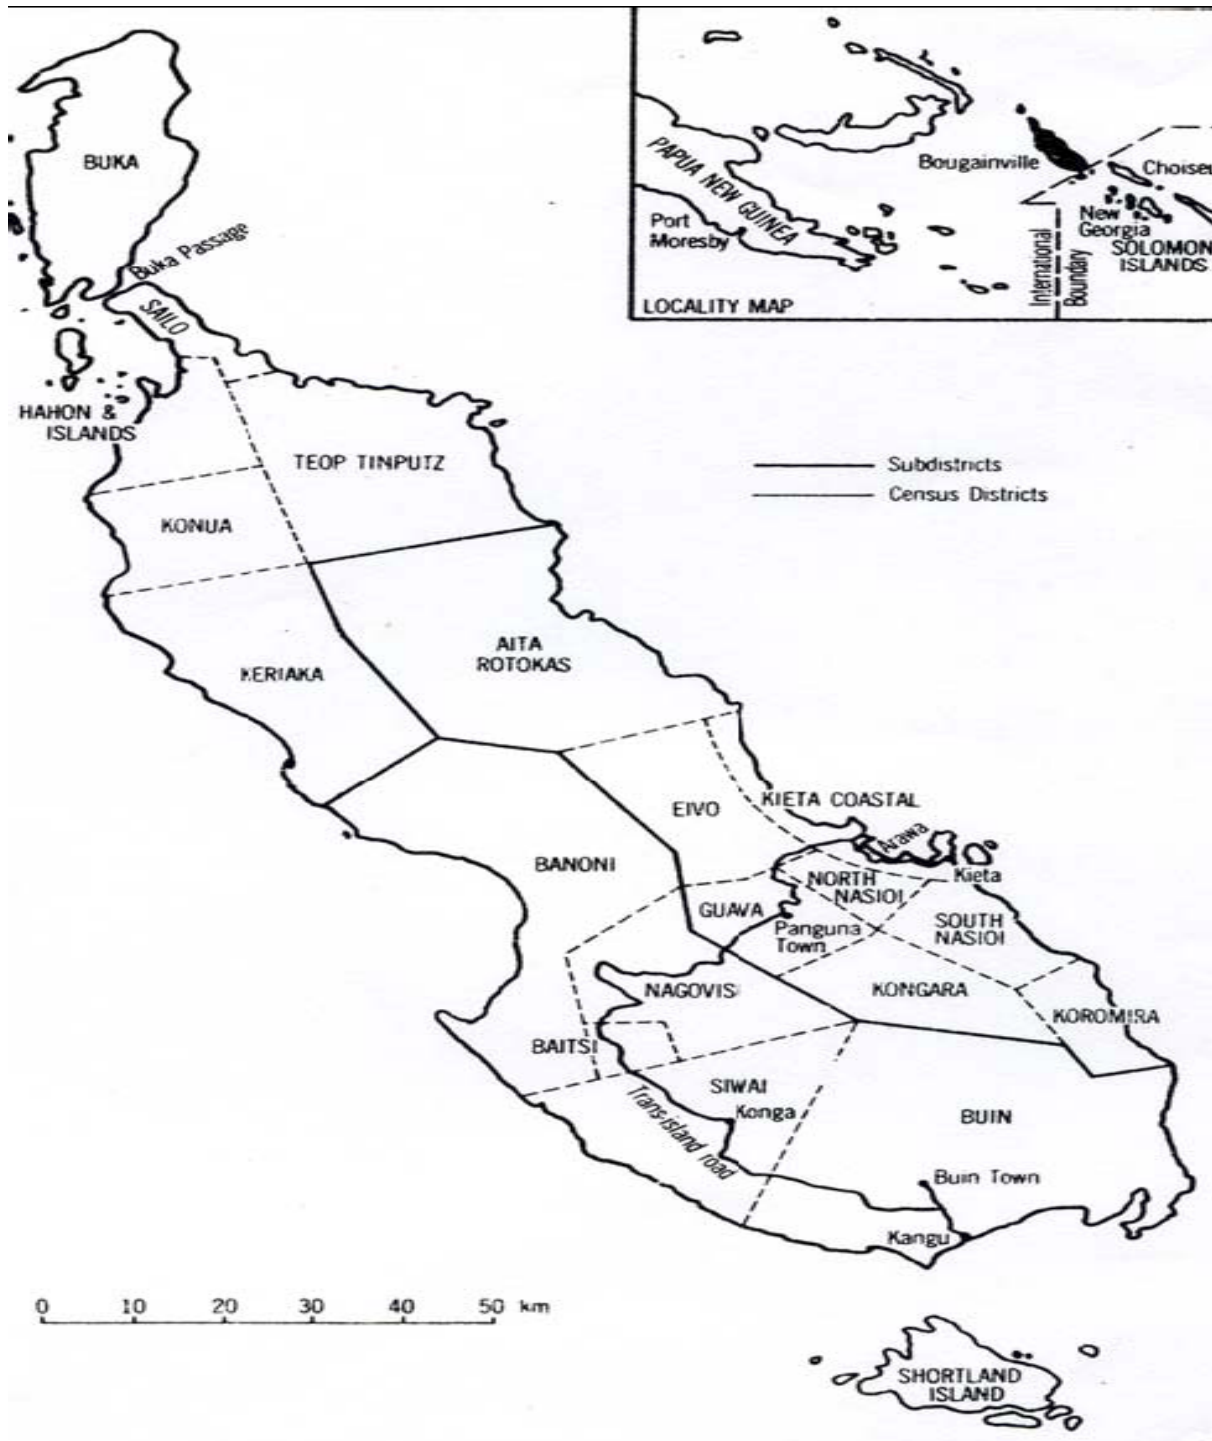 BUKA
Buka Passage
SAILO
HAHON &
ISLANDS
TEOP TINPUTZ
KONUA
KERIAKA
AITA
ROTOKAS
EIVO
KIETA COASTAL
Arawa
Kieta
BANONI
GUAVA
NORTH
NASIOI
Panguna
Town
SOUTH
NASIOI
NAGOVISI
KONGARA
KOROMIRA
BAITSI
SIWAI
Konga
Trans-island road
BUIN
Buin Town
Kangu
SHORTLAND
ISLAND
0 10 20 30 40 50 km
Subdistricts
Census Districts
PAPUA NEW GUINEA
Port
Moresby
Bougainville
Choiseu
New
Georgia
SOLOMON
ISLANDS
International
Boundary
LOCALITY MAP